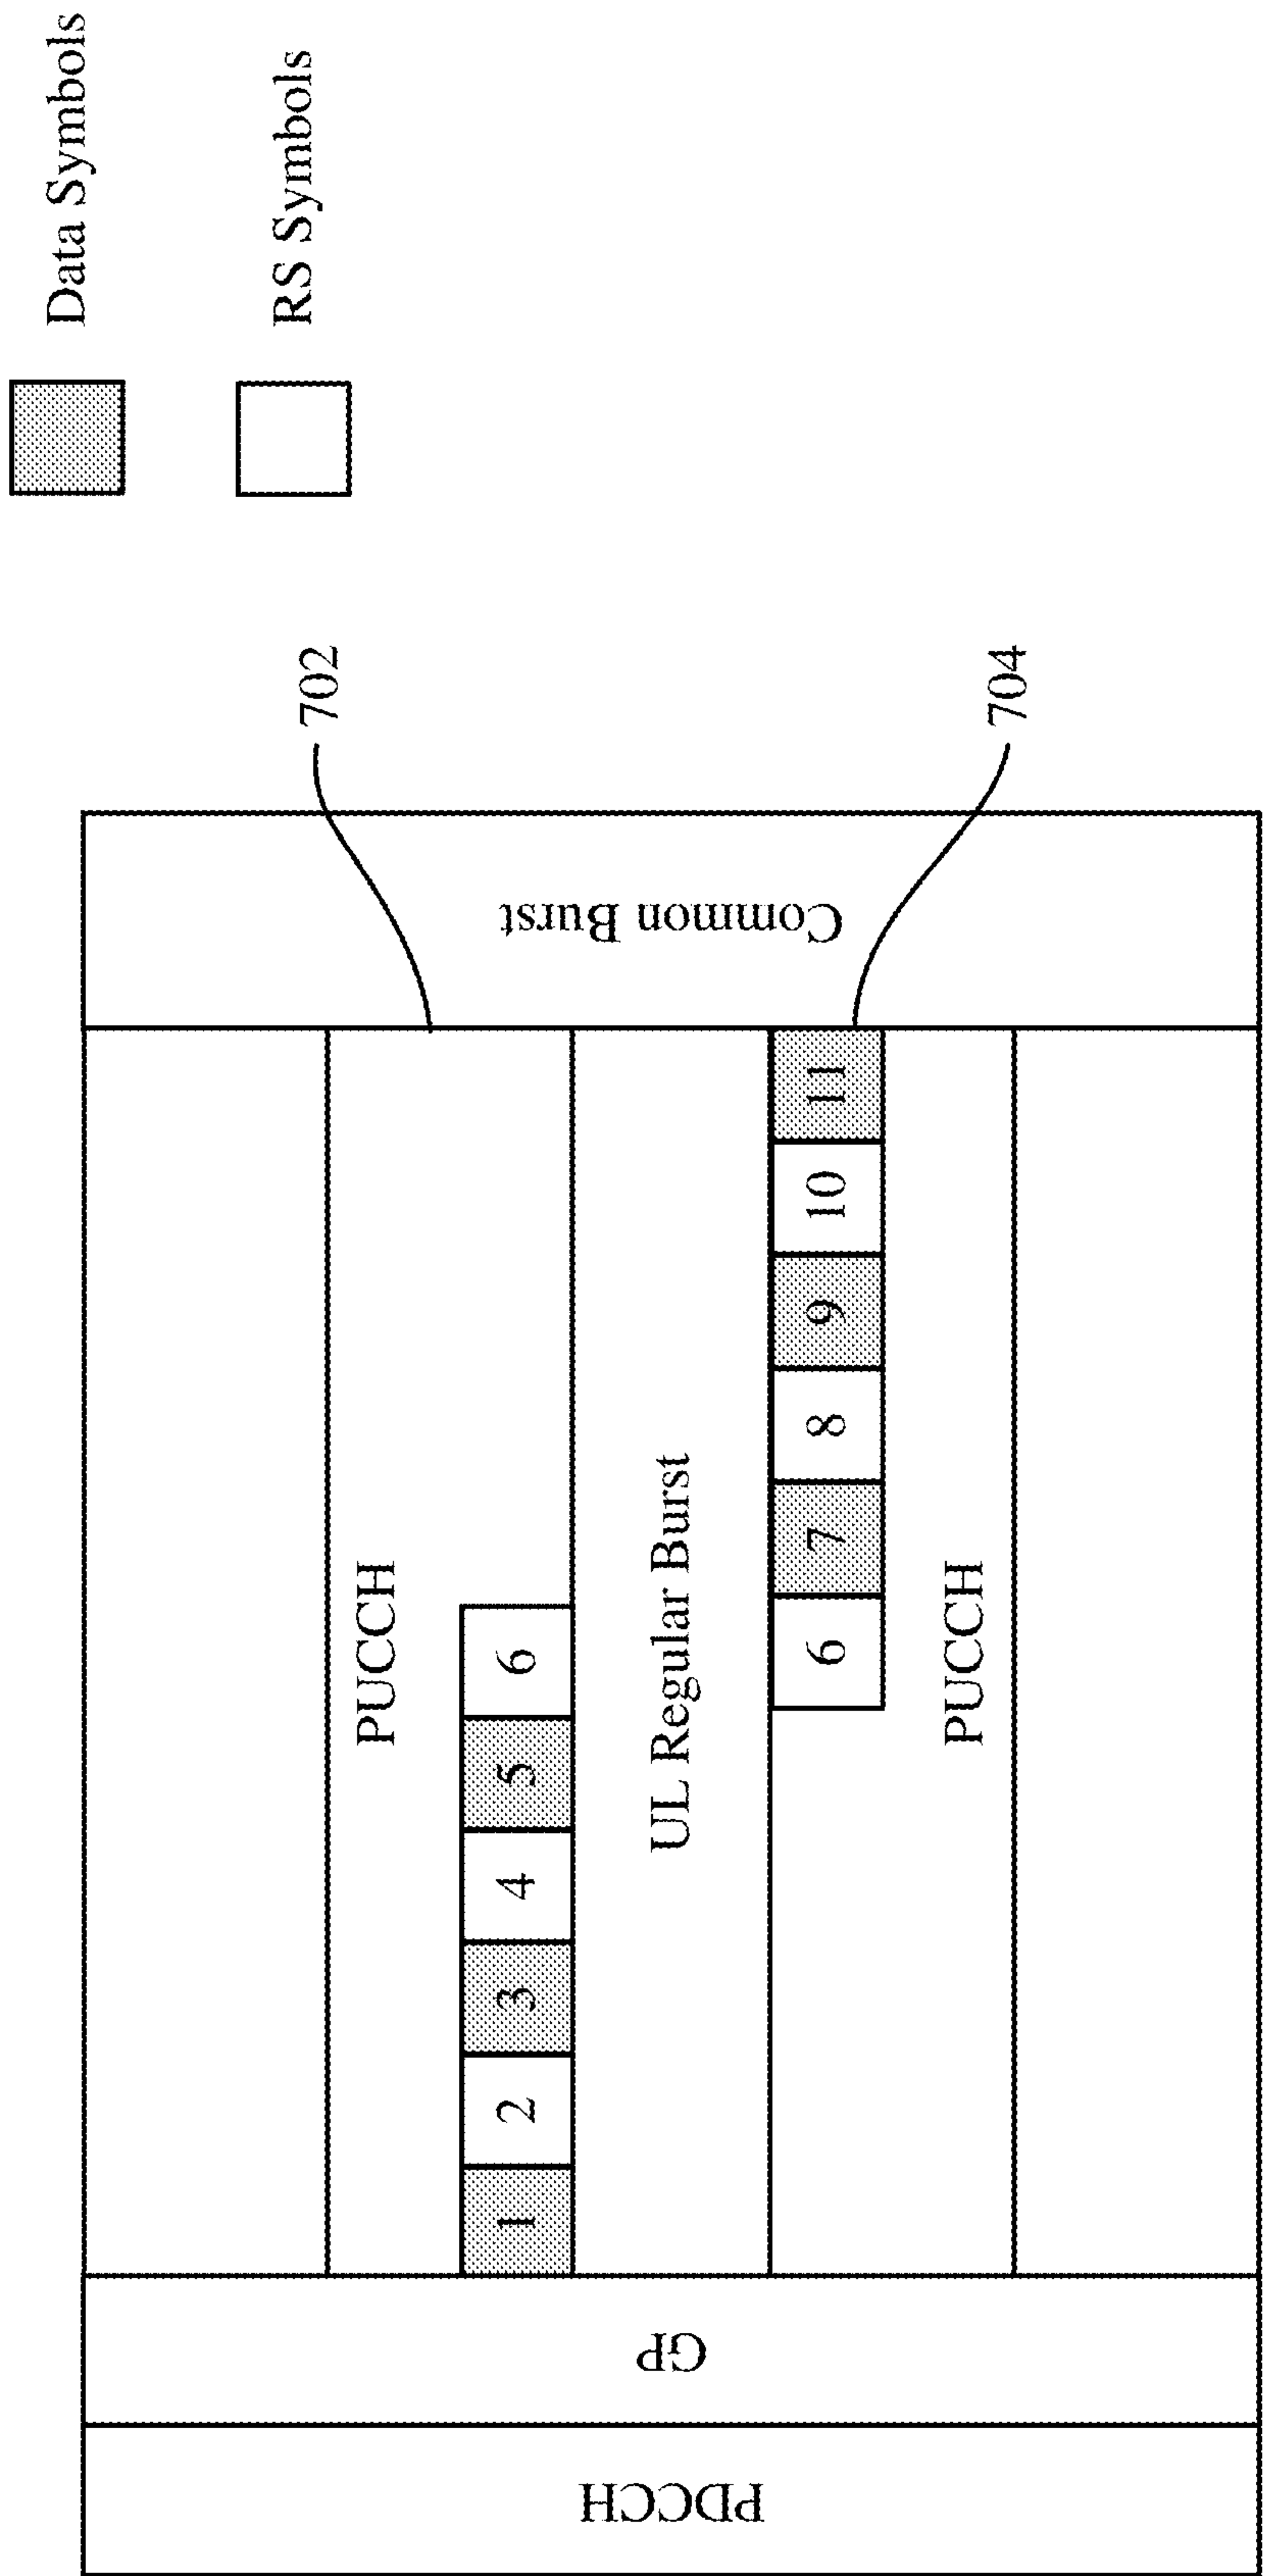 Data Symbols
RS Symbols
702
704
PDCCH
GP
PUCCH
1 2 3 4 5 6
UL Regular Burst
6 7 8 9 10 11
PUCCH
Common Burst